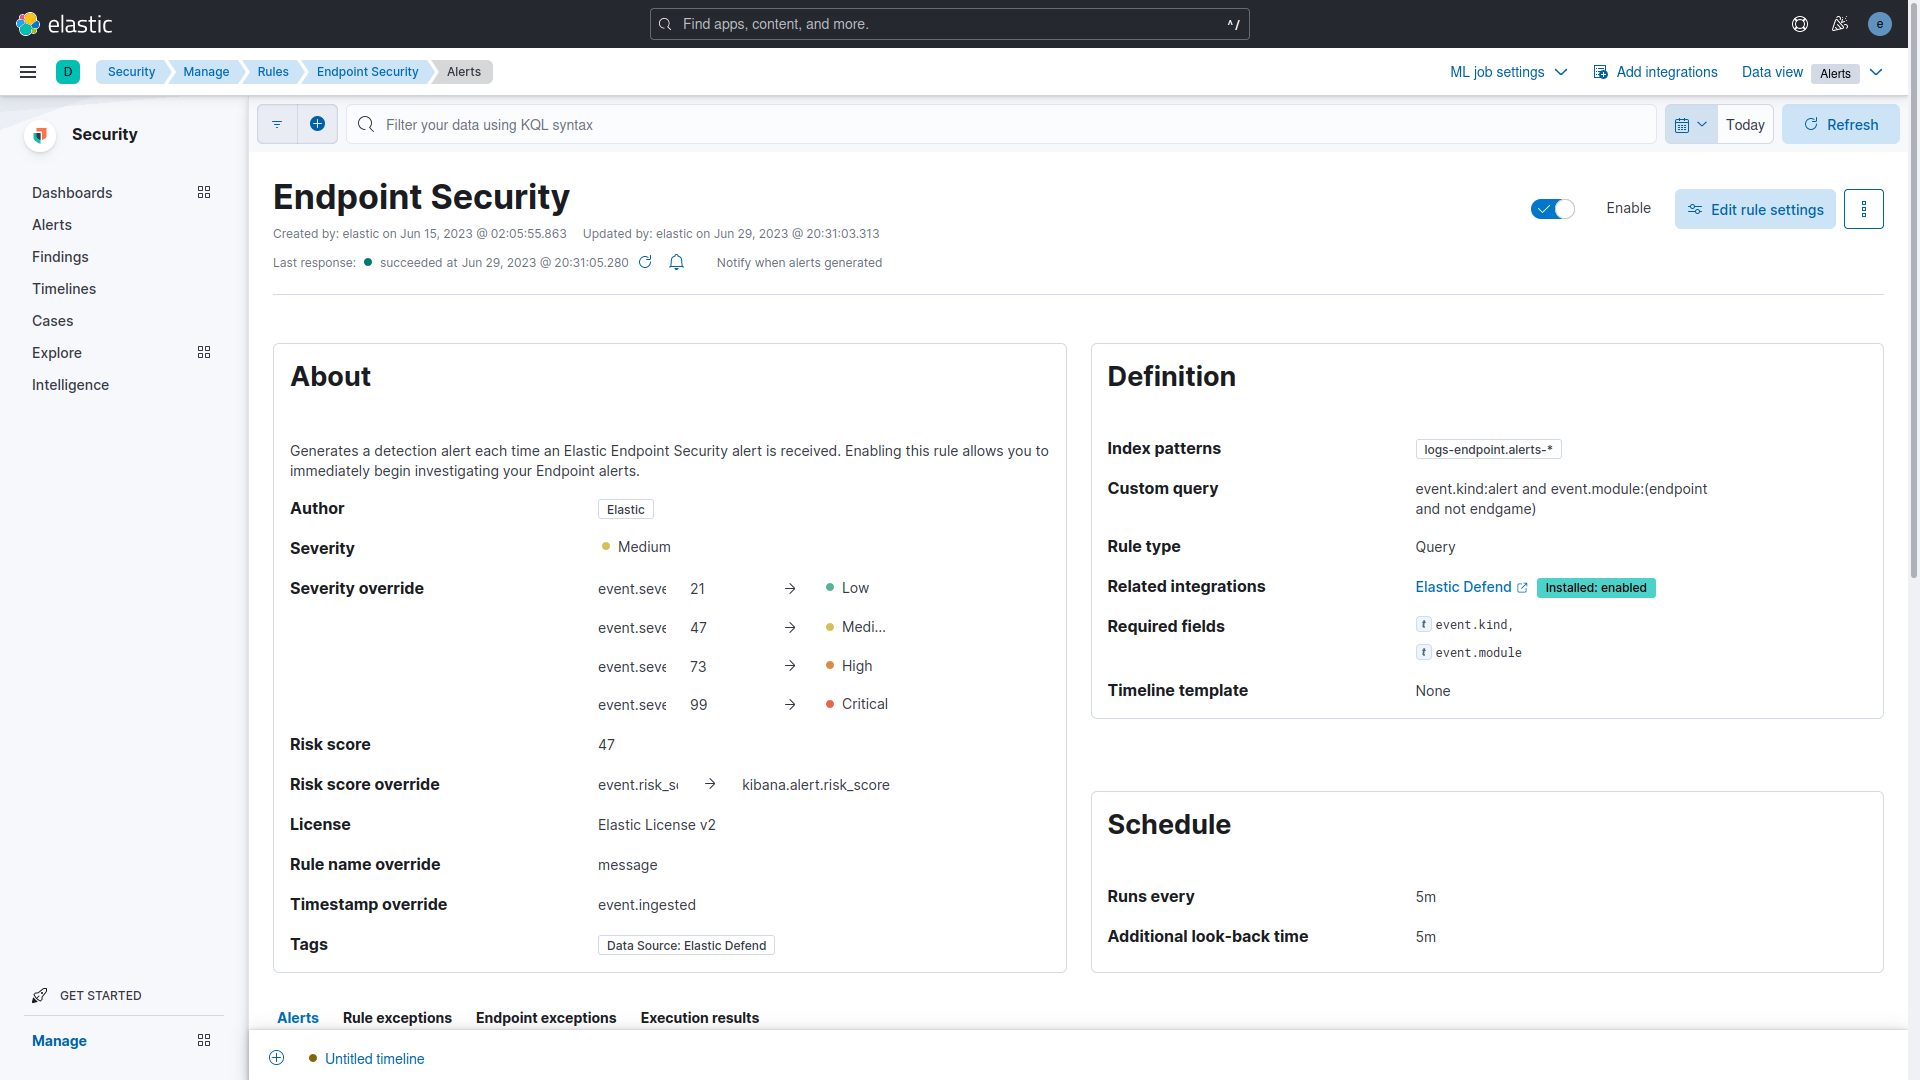 elastic
Find apps, content, and more.
^/
e
D
Security
Manage
Rules
Endpoint Security
Alerts
ML job settings
Add integrations
Data view
Alerts
Security
Dashboards
Alerts
Findings
Timelines
Cases
Explore
Intelligence
GET STARTED
Manage
Filter your data using KQL syntax
Today
Refresh
Endpoint Security
Enable
Edit rule settings
Created by: elastic on Jun 15, 2023 @ 02:05:55.863 Updated by: elastic on Jun 29, 2023 @ 20:31:03.313
Last response: succeeded at Jun 29, 2023 @ 20:31:05.280 Notify when alerts generated
About
Generates a detection alert each time an Elastic Endpoint Security alert is received. Enabling this rule allows you to
immediately begin investigating your Endpoint alerts.
Author Elastic
Severity Medium
Severity override event.seve 21 → Low
event.seve 47 → Medi...
event.seve 73 → High
event.seve 99 → Critical
Risk score 47
Risk score override event.risk_s → kibana.alert.risk_score
License Elastic License v2
Rule name override message
Timestamp override event.ingested
Tags Data Source: Elastic Defend
Definition
Index patterns logs-endpoint.alerts-*
Custom query event.kind:alert and event.module:(endpoint
and not endgame)
Rule type Query
Related integrations Elastic Defend Installed: enabled
Required fields t event.kind,
t event.module
Timeline template None
Schedule
Runs every 5m
Additional look-back time 5m
Alerts Rule exceptions Endpoint exceptions Execution results
Untitled timeline